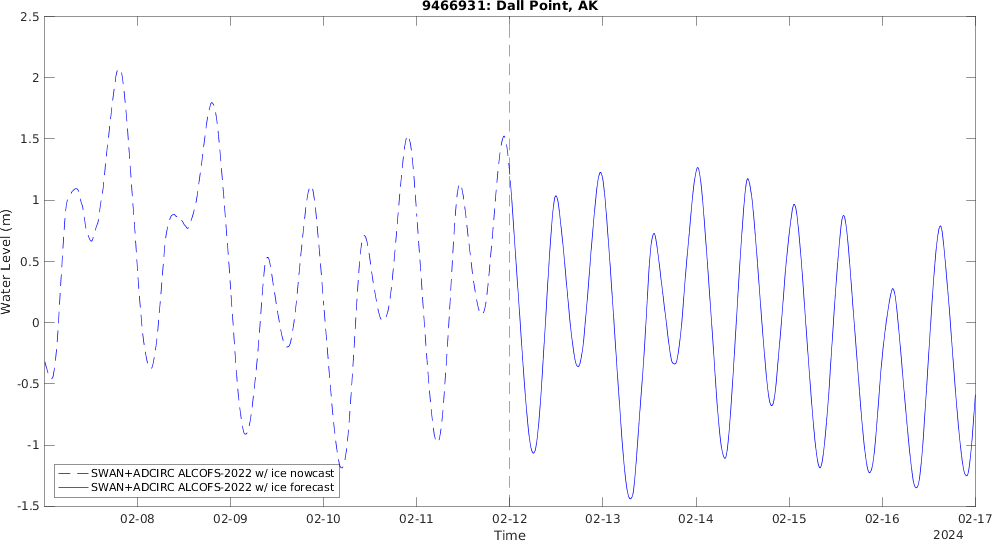 9466931: Dall Point, AK
2.5
2
1.5
1
0.5
0
-0.5
-1
-1.5
Water Level (m)
SWAN+ADCIRC ALCOFS-2022 w/ ice nowcast
SWAN+ADCIRC ALCOFS-2022 w/ ice forecast
02-08 02-09 02-10 02-11 02-12 02-13 02-14 02-15 02-16 02-17
Time
2024